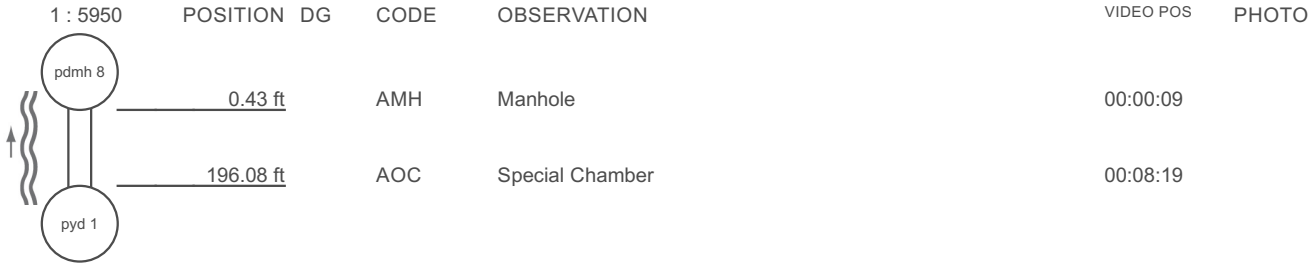 1 : 5950 POSITION DG CODE OBSERVATION VIDEO POS PHOTO
pdmh 8
0.43 ft AMH Manhole 00:00:09
196.08 ft AOC Special Chamber 00:08:19
pyd 1